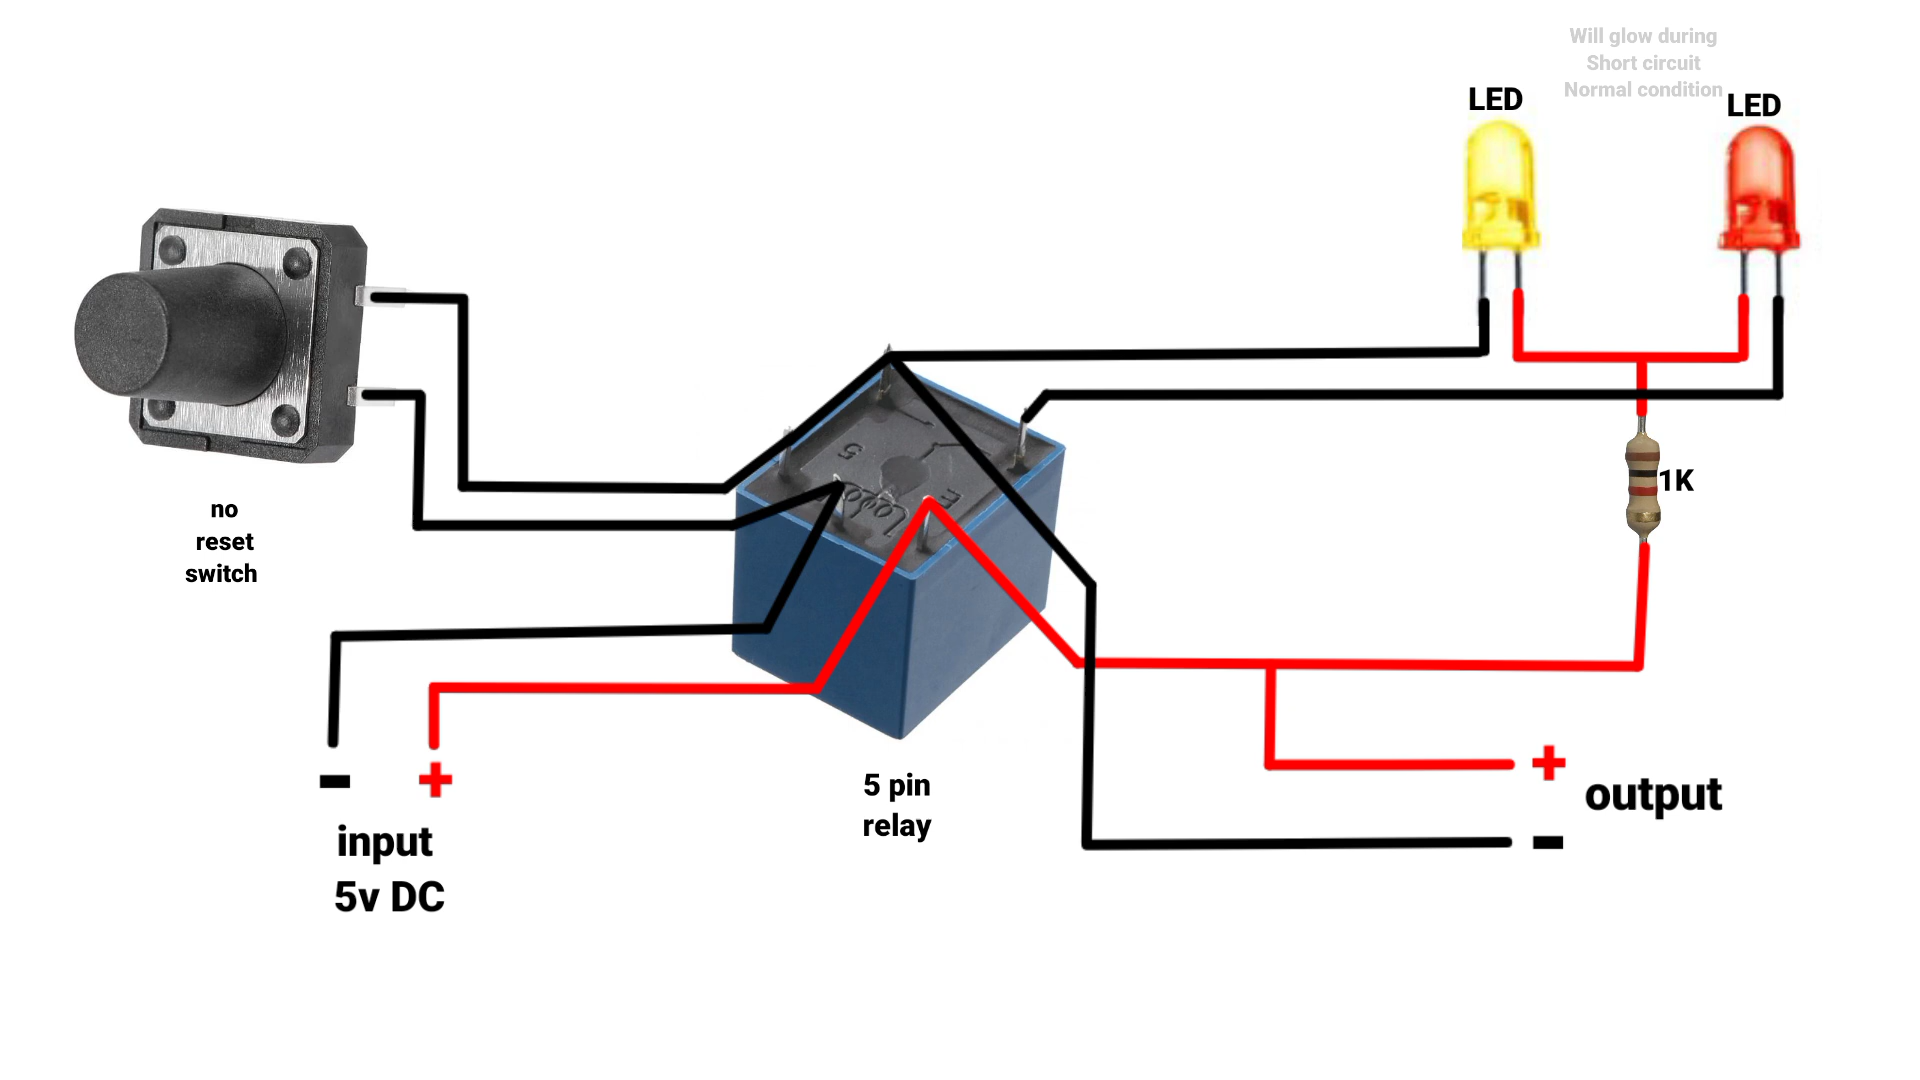 Will glow during
Short circuit
Normal condition
LED
LED
1K
no
reset
switch
5
- +
input
5v DC
5 pin
relay
+
output
-